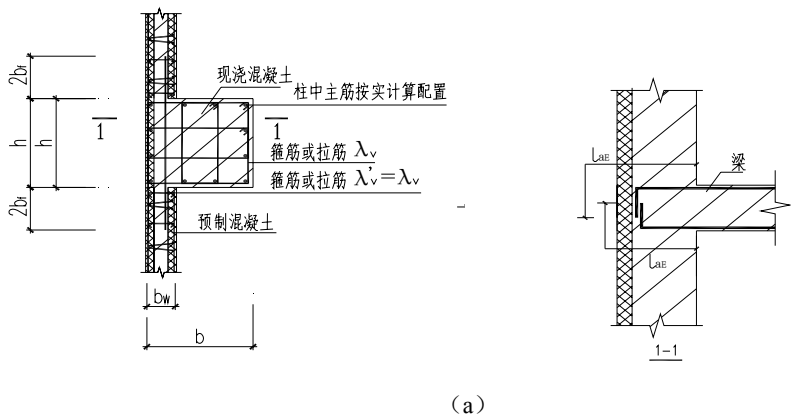 现浇混凝土
柱中主筋按实计算配置
2bf
1
1
h
h
箍筋或拉筋 λv
箍筋或拉筋 λ'v=λv
2bf
预制混凝土
bw
b
laE
梁
laE
1-1
(a)